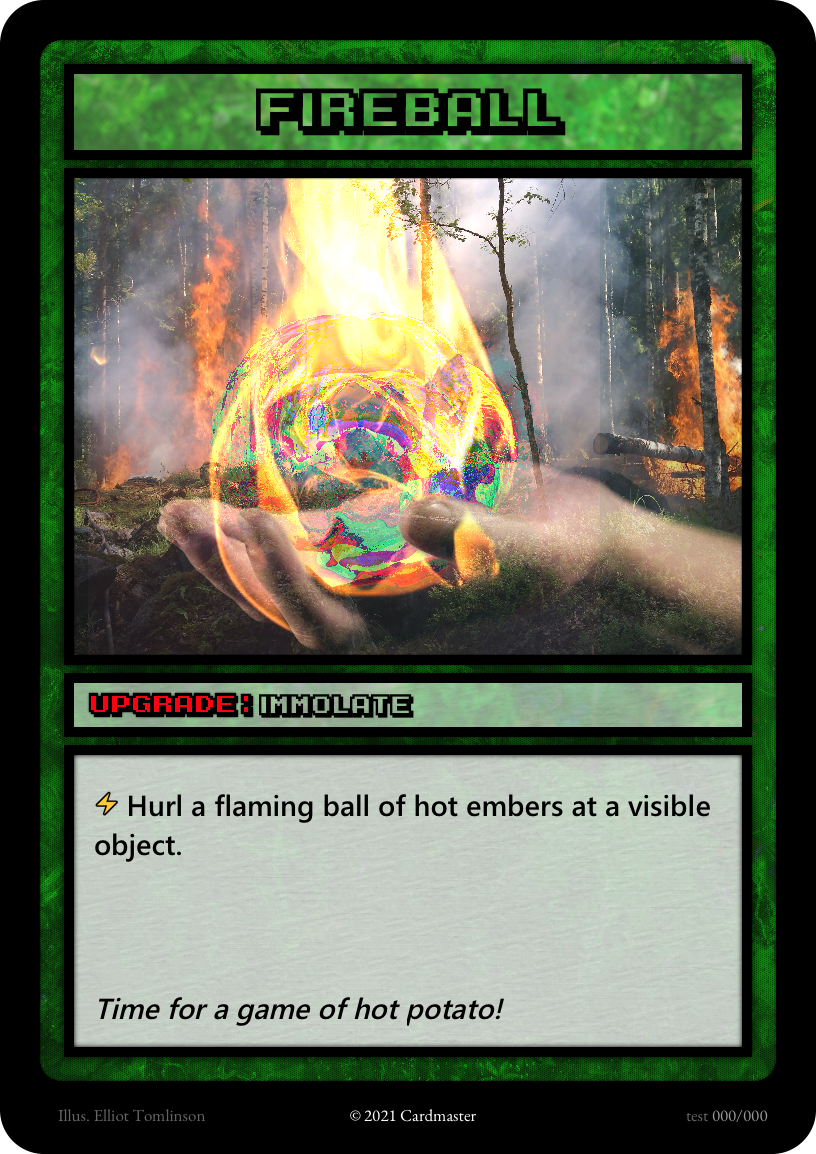 FIREBALL
UPGRADE: IMMOLATE
⚡ Hurl a flaming ball of hot embers at a visible
object.
Time for a game of hot potato!
Illus. Elliot Tomlinson © 2021 Cardmaster test 000/000